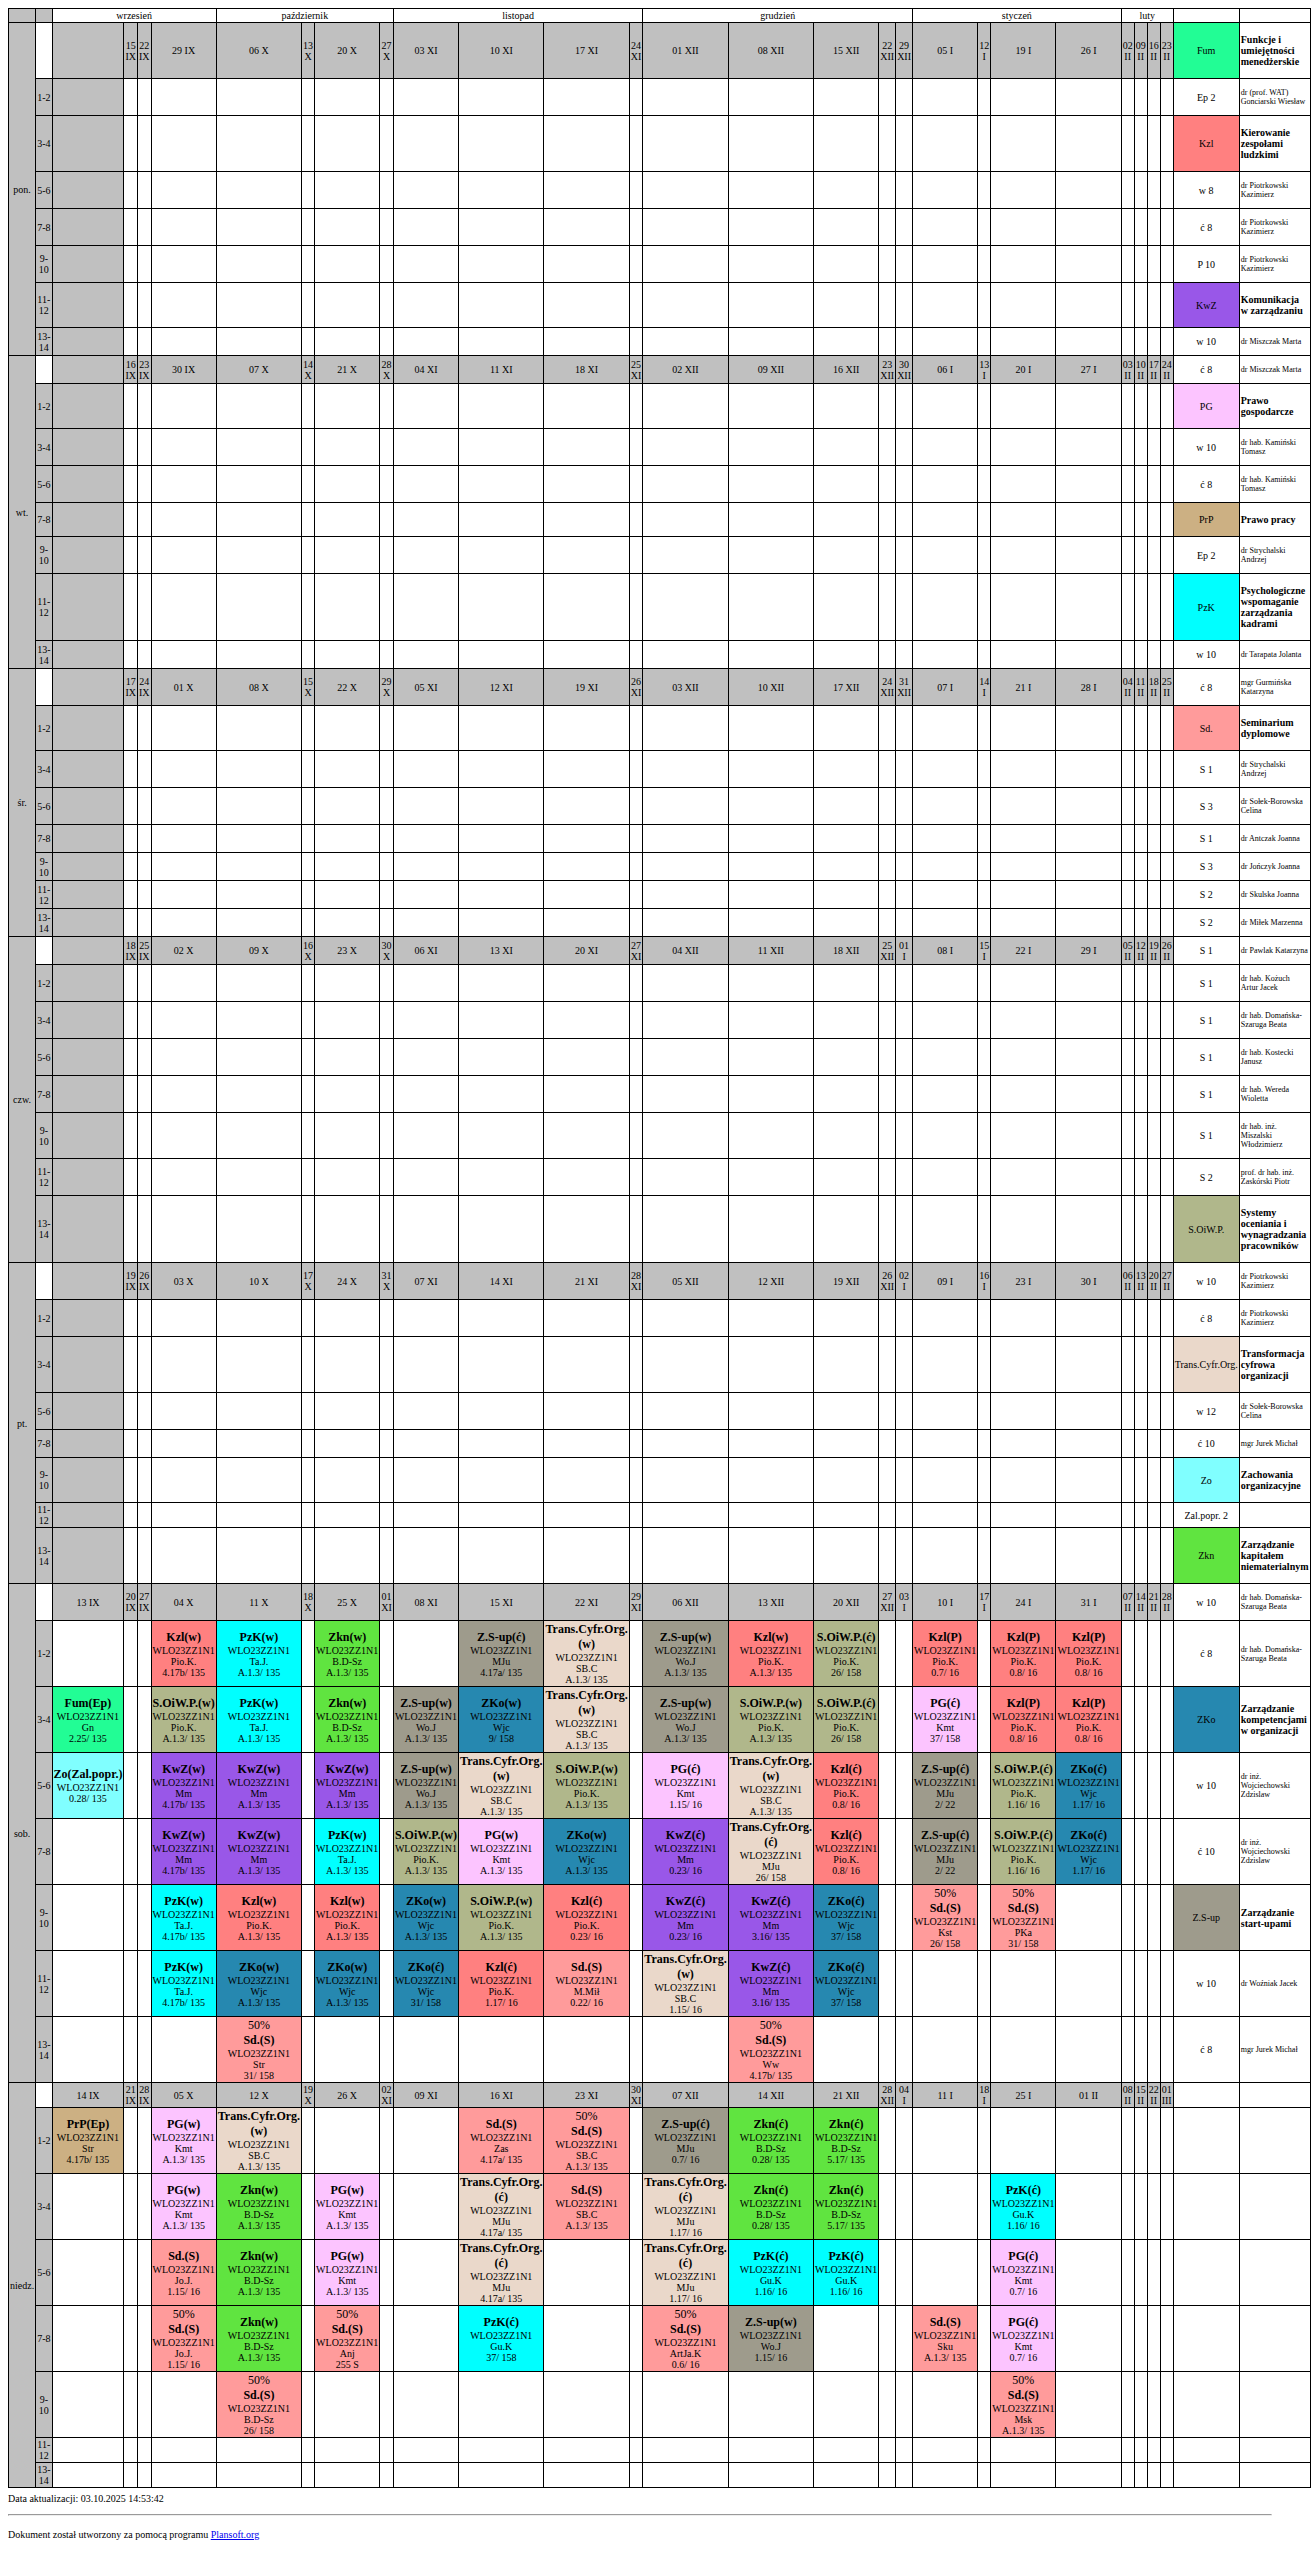 wrzesień październik listopad grudzień styczeń luty
pon. 15 IX 22 IX 29 IX 06 X 13 X 20 X 27 X 03 XI 10 XI 17 XI 24 XI 01 XII 08 XII 15 XII 22 XII 29 XII 05 I 12 I 19 I 26 I 02 II 09 II 16 II 23 II Fum Funkcje i umiejętności menedżerskie
1-2 Ep 2 dr (prof. WAT) Gonciarski Wiesław
3-4 Kzl Kierowanie zespołami ludzkimi
5-6 w 8 dr Piotrkowski Kazimierz
7-8 ć 8 dr Piotrkowski Kazimierz
9-10 P 10 dr Piotrkowski Kazimierz
11-12 KwZ Komunikacja w zarządzaniu
13-14 w 10 dr Miszczak Marta
wt. 16 IX 23 IX 30 IX 07 X 14 X 21 X 28 X 04 XI 11 XI 18 XI 25 XI 02 XII 09 XII 16 XII 23 XII 30 XII 06 I 13 I 20 I 27 I 03 II 10 II 17 II 24 II ć 8 dr Miszczak Marta
1-2 PG Prawo gospodarcze
3-4 w 10 dr hab. Kamiński Tomasz
5-6 ć 8 dr hab. Kamiński Tomasz
7-8 PrP Prawo pracy
9-10 Ep 2 dr Strychalski Andrzej
11-12 PzK Psychologiczne wspomaganie zarządzania kadrami
13-14 w 10 dr Tarapata Jolanta
śr. 17 IX 24 IX 01 X 08 X 15 X 22 X 29 X 05 XI 12 XI 19 XI 26 XI 03 XII 10 XII 17 XII 24 XII 31 XII 07 I 14 I 21 I 28 I 04 II 11 II 18 II 25 II ć 8 mgr Gurmińska Katarzyna
1-2 Sd. Seminarium dyplomowe
3-4 S 1 dr Strychalski Andrzej
5-6 S 3 dr Sołek-Borowska Celina
7-8 S 1 dr Antczak Joanna
9-10 S 3 dr Jończyk Joanna
11-12 S 2 dr Skulska Joanna
13-14 S 2 dr Miłek Marzenna
czw. 18 IX 25 IX 02 X 09 X 16 X 23 X 30 X 06 XI 13 XI 20 XI 27 XI 04 XII 11 XII 18 XII 25 XII 01 I 08 I 15 I 22 I 29 I 05 II 12 II 19 II 26 II S 1 dr Pawlak Katarzyna
1-2 S 1 dr hab. Kożuch Artur Jacek
3-4 S 1 dr hab. Domańska-Szaruga Beata
5-6 S 1 dr hab. Kostecki Janusz
7-8 S 1 dr hab. Wereda Wioletta
9-10 S 1 dr hab. inż. Miszalski Włodzimierz
11-12 S 2 prof. dr hab. inż. Zaskórski Piotr
13-14 S.OiW.P. Systemy oceniania i wynagradzania pracowników
pt. 19 IX 26 IX 03 X 10 X 17 X 24 X 31 X 07 XI 14 XI 21 XI 28 XI 05 XII 12 XII 19 XII 26 XII 02 I 09 I 16 I 23 I 30 I 06 II 13 II 20 II 27 II w 10 dr Piotrkowski Kazimierz
1-2 ć 8 dr Piotrkowski Kazimierz
3-4 Trans.Cyfr.Org. Transformacja cyfrowa organizacji
5-6 w 12 dr Sołek-Borowska Celina
7-8 ć 10 mgr Jurek Michał
9-10 Zo Zachowania organizacyjne
11-12 Zal.popr. 2
13-14 Zkn Zarządzanie kapitałem niematerialnym
sob. 13 IX 20 IX 27 IX 04 X 11 X 18 X 25 X 01 XI 08 XI 15 XI 22 XI 29 XI 06 XII 13 XII 20 XII 27 XII 03 I 10 I 17 I 24 I 31 I 07 II 14 II 21 II 28 II w 10 dr hab. Domańska-Szaruga Beata
1-2 Kzl(w) WLO23ZZ1N1 Pio.K. 4.17b/ 135 PzK(w) WLO23ZZ1N1 Ta.J. A.1.3/ 135 Zkn(w) WLO23ZZ1N1 B.D-Sz A.1.3/ 135 Z.S-up(ć) WLO23ZZ1N1 MJu 4.17a/ 135 Trans.Cyfr.Org.(w) WLO23ZZ1N1 SB.C A.1.3/ 135 Z.S-up(w) WLO23ZZ1N1 Wo.J A.1.3/ 135 Kzl(w) WLO23ZZ1N1 Pio.K. A.1.3/ 135 S.OiW.P.(ć) WLO23ZZ1N1 Pio.K. 26/ 158 Kzl(P) WLO23ZZ1N1 Pio.K. 0.7/ 16 Kzl(P) WLO23ZZ1N1 Pio.K. 0.8/ 16 Kzl(P) WLO23ZZ1N1 Pio.K. 0.8/ 16 ć 8 dr hab. Domańska-Szaruga Beata
3-4 Fum(Ep) WLO23ZZ1N1 Gn 2.25/ 135 S.OiW.P.(w) WLO23ZZ1N1 Pio.K. A.1.3/ 135 PzK(w) WLO23ZZ1N1 Ta.J. A.1.3/ 135 Zkn(w) WLO23ZZ1N1 B.D-Sz A.1.3/ 135 Z.S-up(w) WLO23ZZ1N1 Wo.J A.1.3/ 135 ZKo(w) WLO23ZZ1N1 Wjc 9/ 158 Trans.Cyfr.Org.(w) WLO23ZZ1N1 SB.C A.1.3/ 135 Z.S-up(w) WLO23ZZ1N1 Wo.J A.1.3/ 135 S.OiW.P.(w) WLO23ZZ1N1 Pio.K. A.1.3/ 135 S.OiW.P.(ć) WLO23ZZ1N1 Pio.K. 26/ 158 PG(ć) WLO23ZZ1N1 Kmt 37/ 158 Kzl(P) WLO23ZZ1N1 Pio.K. 0.8/ 16 Kzl(P) WLO23ZZ1N1 Pio.K. 0.8/ 16 ZKo Zarządzanie kompetencjami w organizacji
5-6 Zo(Zal.popr.) WLO23ZZ1N1 0.28/ 135 KwZ(w) WLO23ZZ1N1 Mm 4.17b/ 135 KwZ(w) WLO23ZZ1N1 Mm A.1.3/ 135 KwZ(w) WLO23ZZ1N1 Mm A.1.3/ 135 Z.S-up(w) WLO23ZZ1N1 Wo.J A.1.3/ 135 Trans.Cyfr.Org.(w) WLO23ZZ1N1 SB.C A.1.3/ 135 S.OiW.P.(w) WLO23ZZ1N1 Pio.K. A.1.3/ 135 PG(ć) WLO23ZZ1N1 Kmt 1.15/ 16 Trans.Cyfr.Org.(w) WLO23ZZ1N1 SB.C A.1.3/ 135 Kzl(ć) WLO23ZZ1N1 Pio.K. 0.8/ 16 Z.S-up(ć) WLO23ZZ1N1 MJu 2/ 22 S.OiW.P.(ć) WLO23ZZ1N1 Pio.K. 1.16/ 16 ZKo(ć) WLO23ZZ1N1 Wjc 1.17/ 16 w 10 dr inż. Wojciechowski Zdzisław
7-8 KwZ(w) WLO23ZZ1N1 Mm 4.17b/ 135 KwZ(w) WLO23ZZ1N1 Mm A.1.3/ 135 PzK(w) WLO23ZZ1N1 Ta.J. A.1.3/ 135 S.OiW.P.(w) WLO23ZZ1N1 Pio.K. A.1.3/ 135 PG(w) WLO23ZZ1N1 Kmt A.1.3/ 135 ZKo(w) WLO23ZZ1N1 Wjc A.1.3/ 135 KwZ(ć) WLO23ZZ1N1 Mm 0.23/ 16 Trans.Cyfr.Org.(ć) WLO23ZZ1N1 MJu 26/ 158 Kzl(ć) WLO23ZZ1N1 Pio.K. 0.8/ 16 Z.S-up(ć) WLO23ZZ1N1 MJu 2/ 22 S.OiW.P.(ć) WLO23ZZ1N1 Pio.K. 1.16/ 16 ZKo(ć) WLO23ZZ1N1 Wjc 1.17/ 16 ć 10 dr inż. Wojciechowski Zdzisław
9-10 PzK(w) WLO23ZZ1N1 Ta.J. 4.17b/ 135 Kzl(w) WLO23ZZ1N1 Pio.K. A.1.3/ 135 Kzl(w) WLO23ZZ1N1 Pio.K. A.1.3/ 135 ZKo(w) WLO23ZZ1N1 Wjc A.1.3/ 135 S.OiW.P.(w) WLO23ZZ1N1 Pio.K. A.1.3/ 135 Kzl(ć) WLO23ZZ1N1 Pio.K. 0.23/ 16 KwZ(ć) WLO23ZZ1N1 Mm 0.23/ 16 KwZ(ć) WLO23ZZ1N1 Mm 3.16/ 135 ZKo(ć) WLO23ZZ1N1 Wjc 37/ 158 50% Sd.(S) WLO23ZZ1N1 Kst 26/ 158 50% Sd.(S) WLO23ZZ1N1 PKa 31/ 158 Z.S-up Zarządzanie start-upami
11-12 PzK(w) WLO23ZZ1N1 Ta.J. 4.17b/ 135 ZKo(w) WLO23ZZ1N1 Wjc A.1.3/ 135 ZKo(w) WLO23ZZ1N1 Wjc A.1.3/ 135 ZKo(ć) WLO23ZZ1N1 Wjc 31/ 158 Kzl(ć) WLO23ZZ1N1 Pio.K. 1.17/ 16 Sd.(S) WLO23ZZ1N1 M.Mił 0.22/ 16 Trans.Cyfr.Org.(w) WLO23ZZ1N1 SB.C 1.15/ 16 KwZ(ć) WLO23ZZ1N1 Mm 3.16/ 135 ZKo(ć) WLO23ZZ1N1 Wjc 37/ 158 w 10 dr Woźniak Jacek
13-14 50% Sd.(S) WLO23ZZ1N1 Str 31/ 158 50% Sd.(S) WLO23ZZ1N1 Ww 4.17b/ 135 ć 8 mgr Jurek Michał
niedz. 14 IX 21 IX 28 IX 05 X 12 X 19 X 26 X 02 XI 09 XI 16 XI 23 XI 30 XI 07 XII 14 XII 21 XII 28 XII 04 I 11 I 18 I 25 I 01 II 08 II 15 II 22 II 01 III
1-2 PrP(Ep) WLO23ZZ1N1 Str 4.17b/ 135 PG(w) WLO23ZZ1N1 Kmt A.1.3/ 135 Trans.Cyfr.Org.(w) WLO23ZZ1N1 SB.C A.1.3/ 135 Sd.(S) WLO23ZZ1N1 Zas 4.17a/ 135 50% Sd.(S) WLO23ZZ1N1 SB.C A.1.3/ 135 Z.S-up(ć) WLO23ZZ1N1 MJu 0.7/ 16 Zkn(ć) WLO23ZZ1N1 B.D-Sz 0.28/ 135 Zkn(ć) WLO23ZZ1N1 B.D-Sz 5.17/ 135
3-4 PG(w) WLO23ZZ1N1 Kmt A.1.3/ 135 Zkn(w) WLO23ZZ1N1 B.D-Sz A.1.3/ 135 PG(w) WLO23ZZ1N1 Kmt A.1.3/ 135 Trans.Cyfr.Org.(ć) WLO23ZZ1N1 MJu 4.17a/ 135 Sd.(S) WLO23ZZ1N1 SB.C A.1.3/ 135 Trans.Cyfr.Org.(ć) WLO23ZZ1N1 MJu 1.17/ 16 Zkn(ć) WLO23ZZ1N1 B.D-Sz 0.28/ 135 Zkn(ć) WLO23ZZ1N1 B.D-Sz 5.17/ 135 PzK(ć) WLO23ZZ1N1 Gu.K 1.16/ 16
5-6 Sd.(S) WLO23ZZ1N1 Jo.J. 1.15/ 16 Zkn(w) WLO23ZZ1N1 B.D-Sz A.1.3/ 135 PG(w) WLO23ZZ1N1 Kmt A.1.3/ 135 Trans.Cyfr.Org.(ć) WLO23ZZ1N1 MJu 4.17a/ 135 Trans.Cyfr.Org.(ć) WLO23ZZ1N1 MJu 1.17/ 16 PzK(ć) WLO23ZZ1N1 Gu.K 1.16/ 16 PzK(ć) WLO23ZZ1N1 Gu.K 1.16/ 16 PG(ć) WLO23ZZ1N1 Kmt 0.7/ 16
7-8 50% Sd.(S) WLO23ZZ1N1 Jo.J. 1.15/ 16 Zkn(w) WLO23ZZ1N1 B.D-Sz A.1.3/ 135 50% Sd.(S) WLO23ZZ1N1 Anj 255 S PzK(ć) WLO23ZZ1N1 Gu.K 37/ 158 50% Sd.(S) WLO23ZZ1N1 ArtJa.K 0.6/ 16 Z.S-up(w) WLO23ZZ1N1 Wo.J 1.15/ 16 Sd.(S) WLO23ZZ1N1 Sku A.1.3/ 135 PG(ć) WLO23ZZ1N1 Kmt 0.7/ 16
9-10 50% Sd.(S) WLO23ZZ1N1 B.D-Sz 26/ 158 50% Sd.(S) WLO23ZZ1N1 Msk A.1.3/ 135
11-12
13-14
Data aktualizacji: 03.10.2025 14:53:42
Dokument został utworzony za pomocą programu Plansoft.org